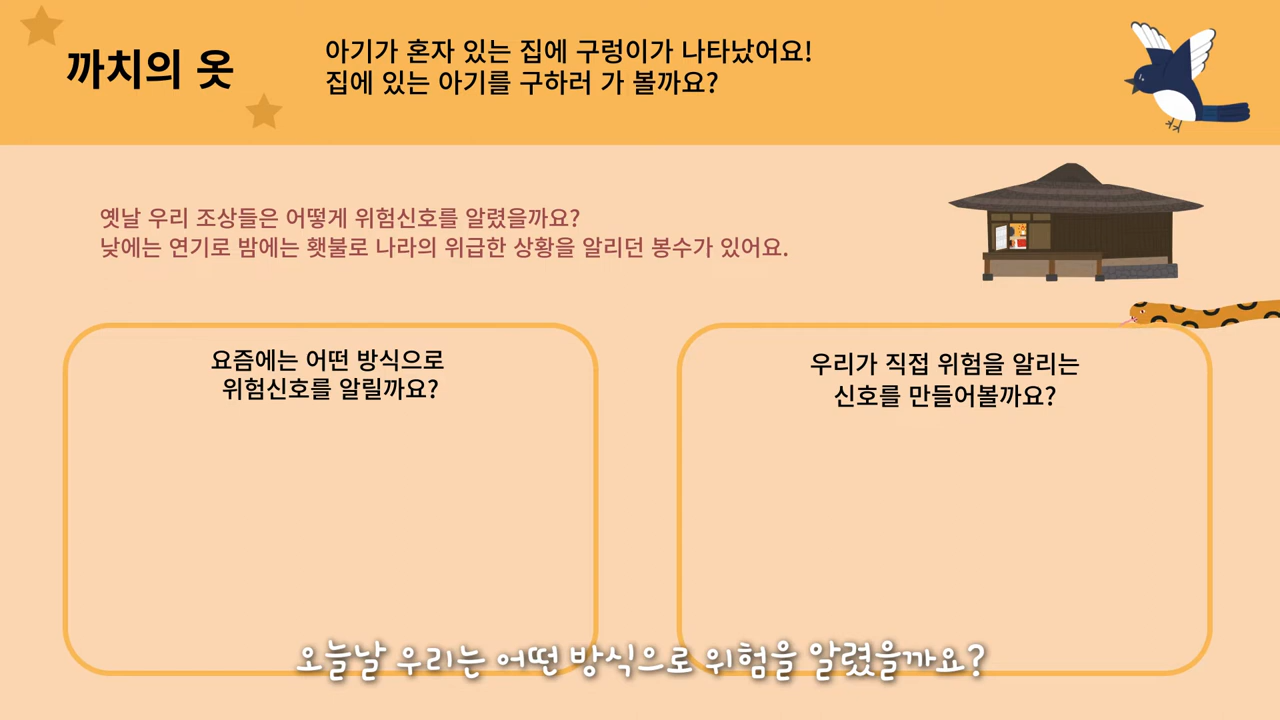 까치의 옷
아기가 혼자 있는 집에 구렁이가 나타났어요!
집에 있는 아기를 구하러 가 볼까요?
옛날 우리 조상들은 어떻게 위험신호를 알렸을까요?
낮에는 연기로 밤에는 횃불로 나라의 위급한 상황을 알리던 봉수가 있어요.
요즘에는 어떤 방식으로
위험신호를 알릴까요?
우리가 직접 위험을 알리는
신호를 만들어볼까요?
오늘날 우리는 어떤 방식으로 위험을 알렸을까요?